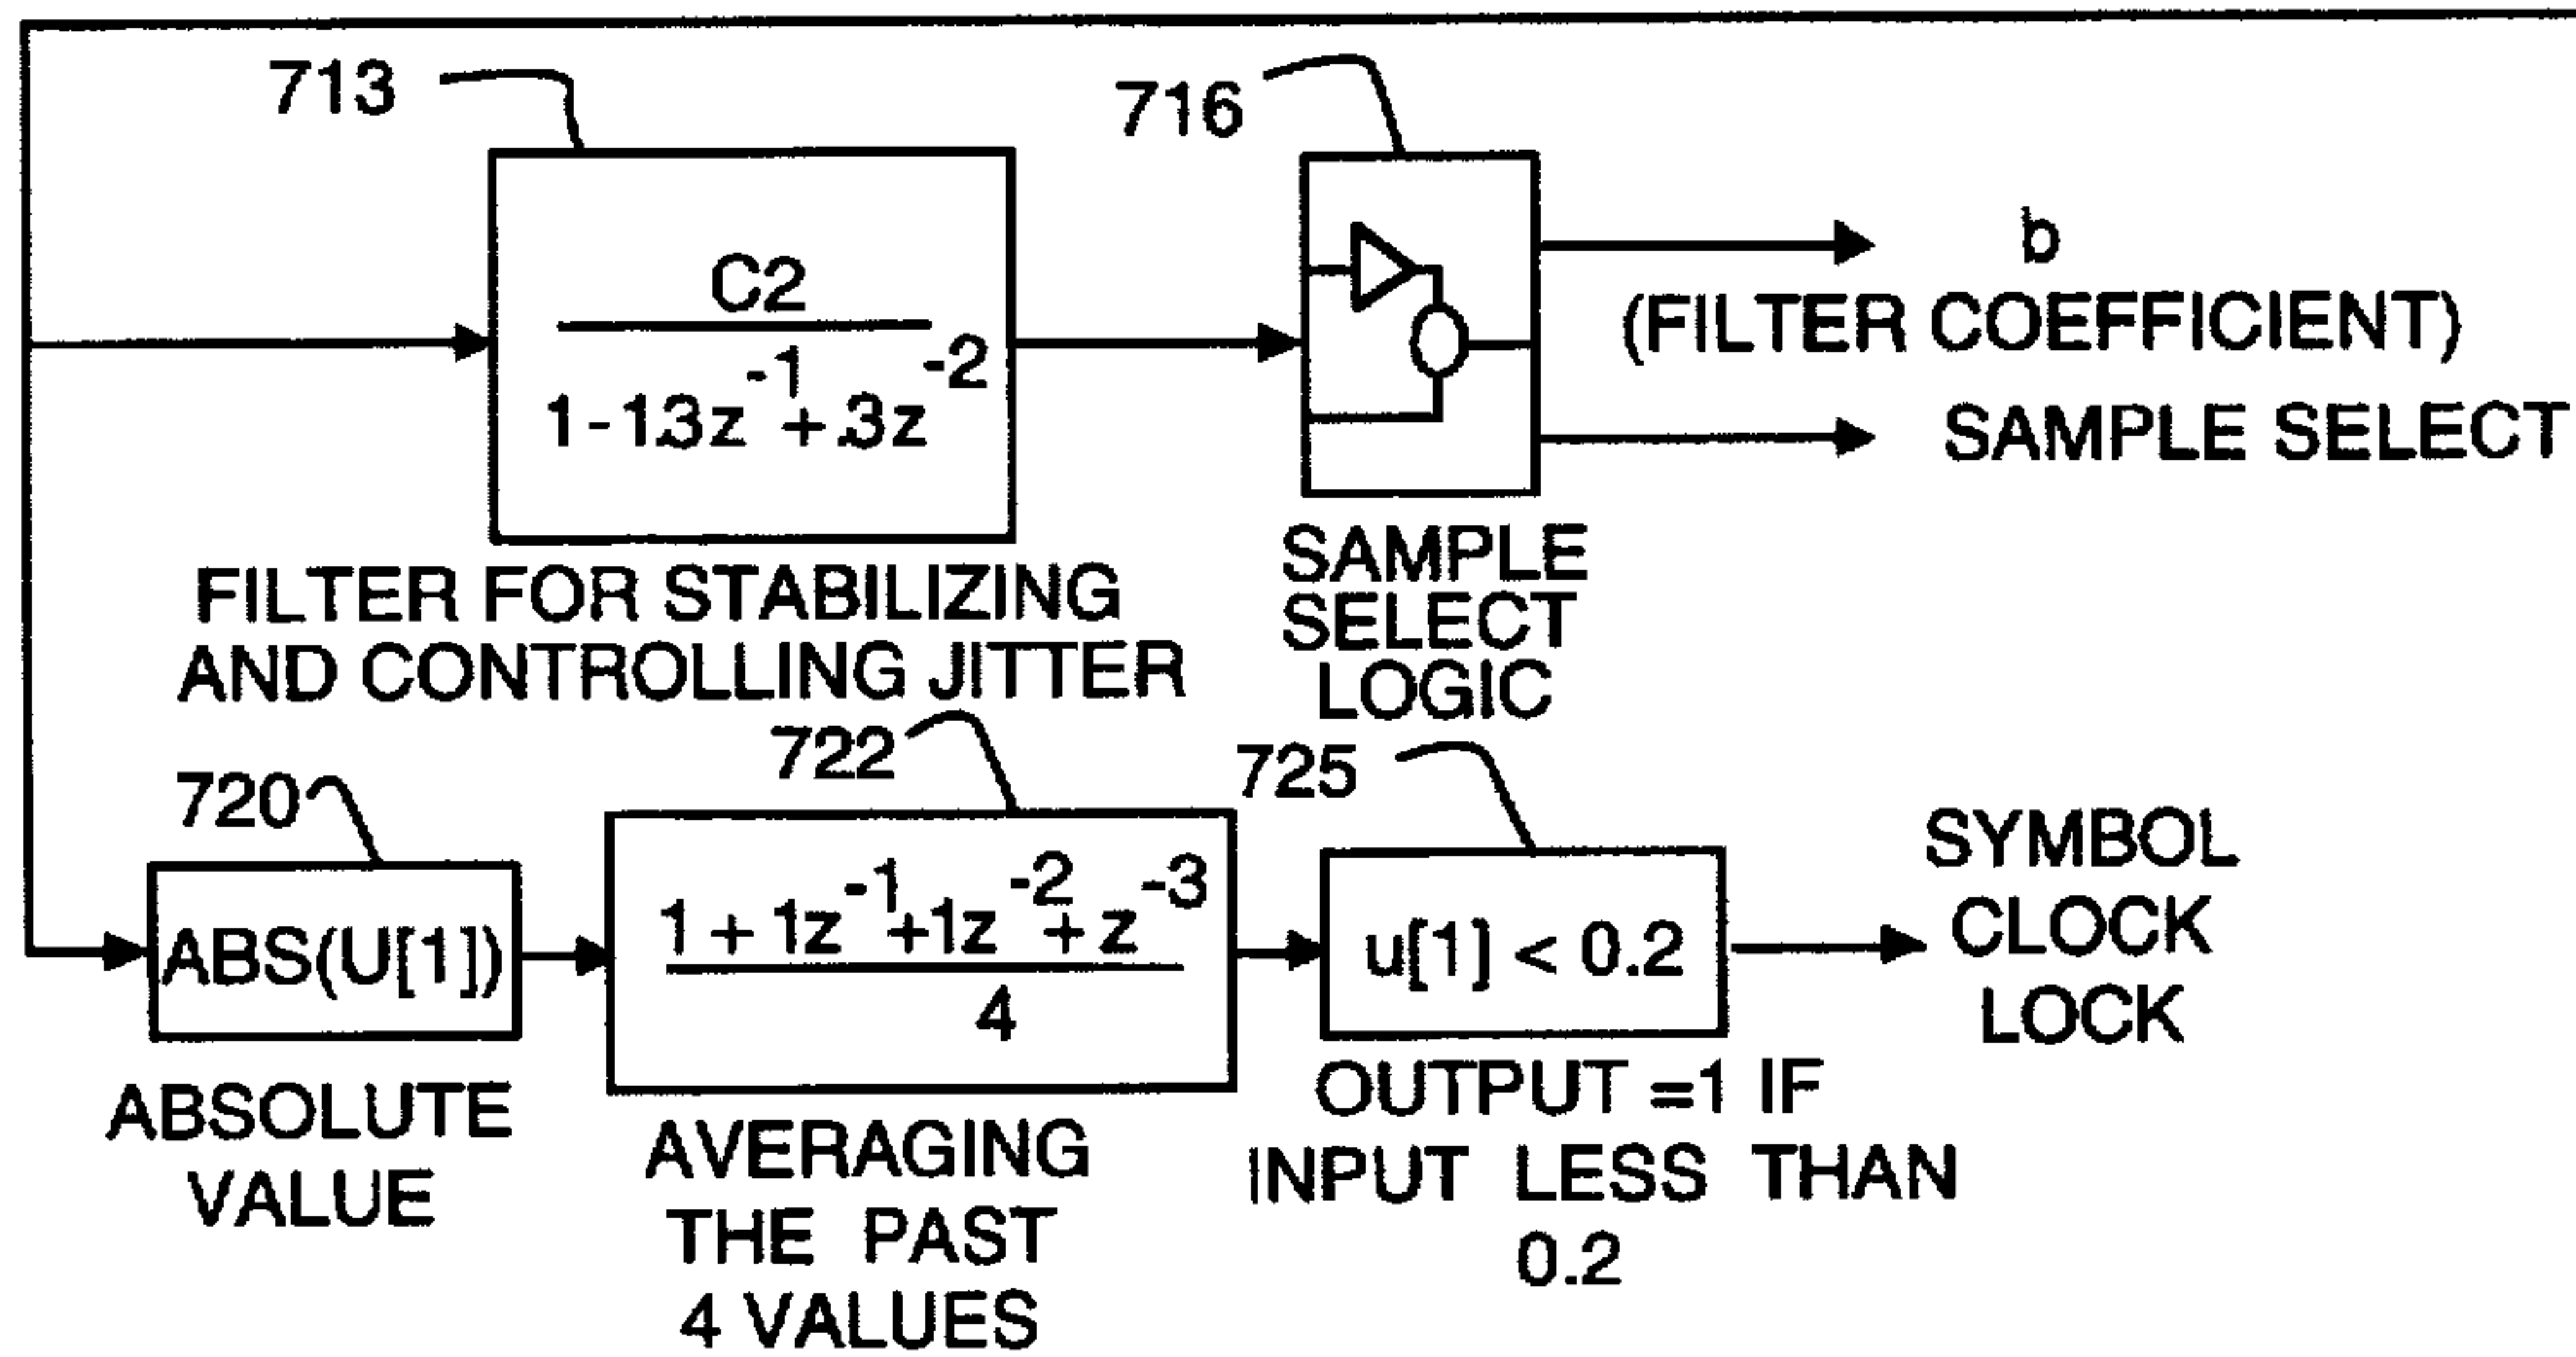 713
716
C2
1-1.3z^-1+.3z^-2
b
(FILTER COEFFICIENT)
SAMPLE SELECT
FILTER FOR STABILIZING
AND CONTROLLING JITTER
SAMPLE
SELECT
LOGIC
720
722
725
ABS(U[1])
1 + 1z^-1+1z^-2+z^-3
4
u[1] < 0.2
SYMBOL
CLOCK
LOCK
ABSOLUTE
VALUE
AVERAGING
THE PAST
4 VALUES
OUTPUT =1 IF
INPUT LESS THAN
0.2